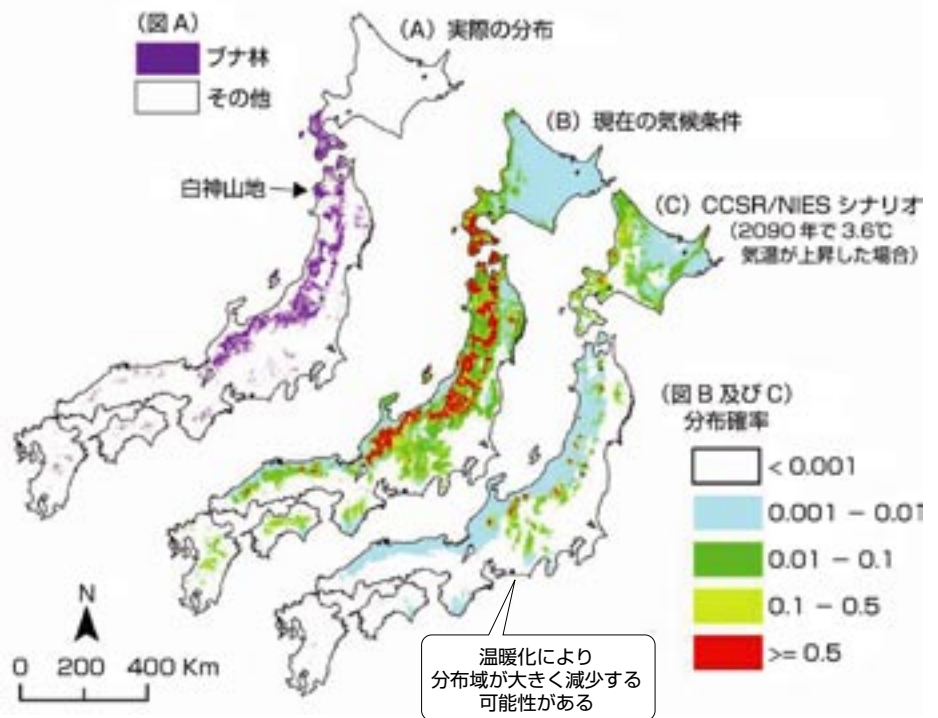 (図 A)
ブナ林
その他
(A) 実際の分布
白神山地
(B) 現在の気候条件
(C) CCSR/NIES シナリオ
(2090 年で 3.6℃
気温が上昇した場合)
(図 B 及び C)
分布確率
< 0.001
0.001 − 0.01
0.01 − 0.1
0.1 − 0.5
>= 0.5
温暖化により
分布域が大きく減少する
可能性がある
N
0 200 400 Km